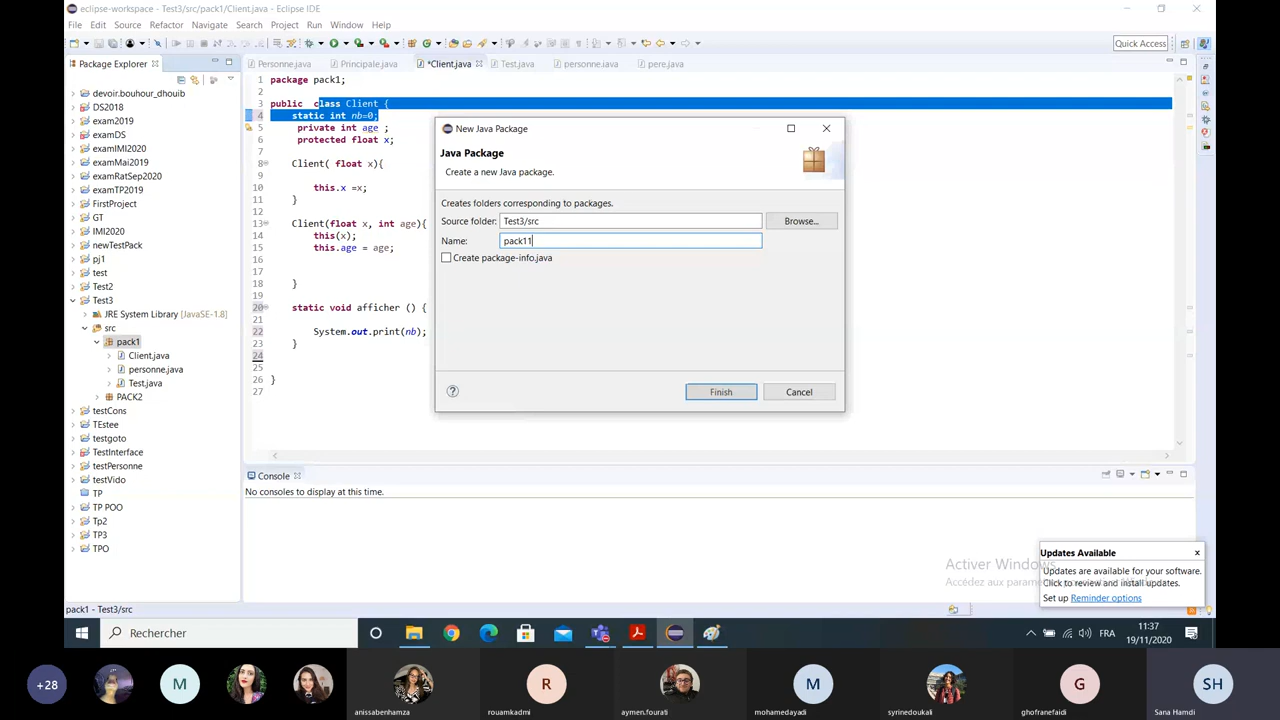 eclipse-workspace - Test3/src/pack1/Client.java - Eclipse IDE
File Edit Source Refactor Navigate Search Project Run Window Help
Quick Access
Package Explorer
Personne.java
Principale.java
*Client.java
Test.java
personne.java
pere.java
devoir.bouhour_dhouib
DS2018
exam2019
examDS
examIMI2020
examMai2019
examRatSep2020
examTP2019
FirstProject
GT
IMI2020
newTestPack
pj1
test
Test2
Test3
JRE System Library [JavaSE-1.8]
src
pack1
Client.java
personne.java
Test.java
PACK2
testCons
TEstee
testgoto
TestInterface
testPersonne
testVido
TP
TP POO
Tp2
TP3
TPO
1 package pack1;
2
3 public class Client {
4 static int nb=0;
5 private int age ;
6 protected float x;
7
8 Client( float x){
9
10 this.x =x;
11 }
12
13 Client(float x, int age){
14 this(x);
15 this.age = age;
16
17
18 }
19
20 static void afficher () {
21
22 System.out.print(nb);
23 }
24
25
26 }
27
New Java Package
Java Package
Create a new Java package.
Creates folders corresponding to packages.
Source folder: Test3/src Browse...
Name: pack11
Create package-info.java
Finish Cancel
Console
No consoles to display at this time.
Activer Windows
Accédez aux param
Updates Available x
Updates are available for your software.
Click to review and install updates.
Set up Reminder options
pack1 - Test3/src
Rechercher
FRA
11:37
19/11/2020
+28
M
anissabenhamza
R
rouamkadmi
aymen.fourati
M
mohamedayadi
syrinedoukali
G
ghofranefaidi
SH
Sana Hamdi